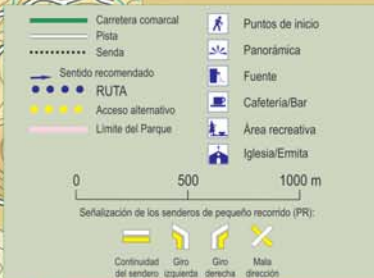 Carretera comarcal
Pista
Senda
Sentido recomendado
RUTA
Acceso alternativo
Límite del Parque
Puntos de inicio
Panorámica
Fuente
Cafetería/Bar
Área recreativa
Iglesia/Ermita
0 500 1000 m
Señalización de los senderos de pequeño recorrido (PR):
Continuidad del sendero
Giro izquierda
Giro derecha
Mala dirección